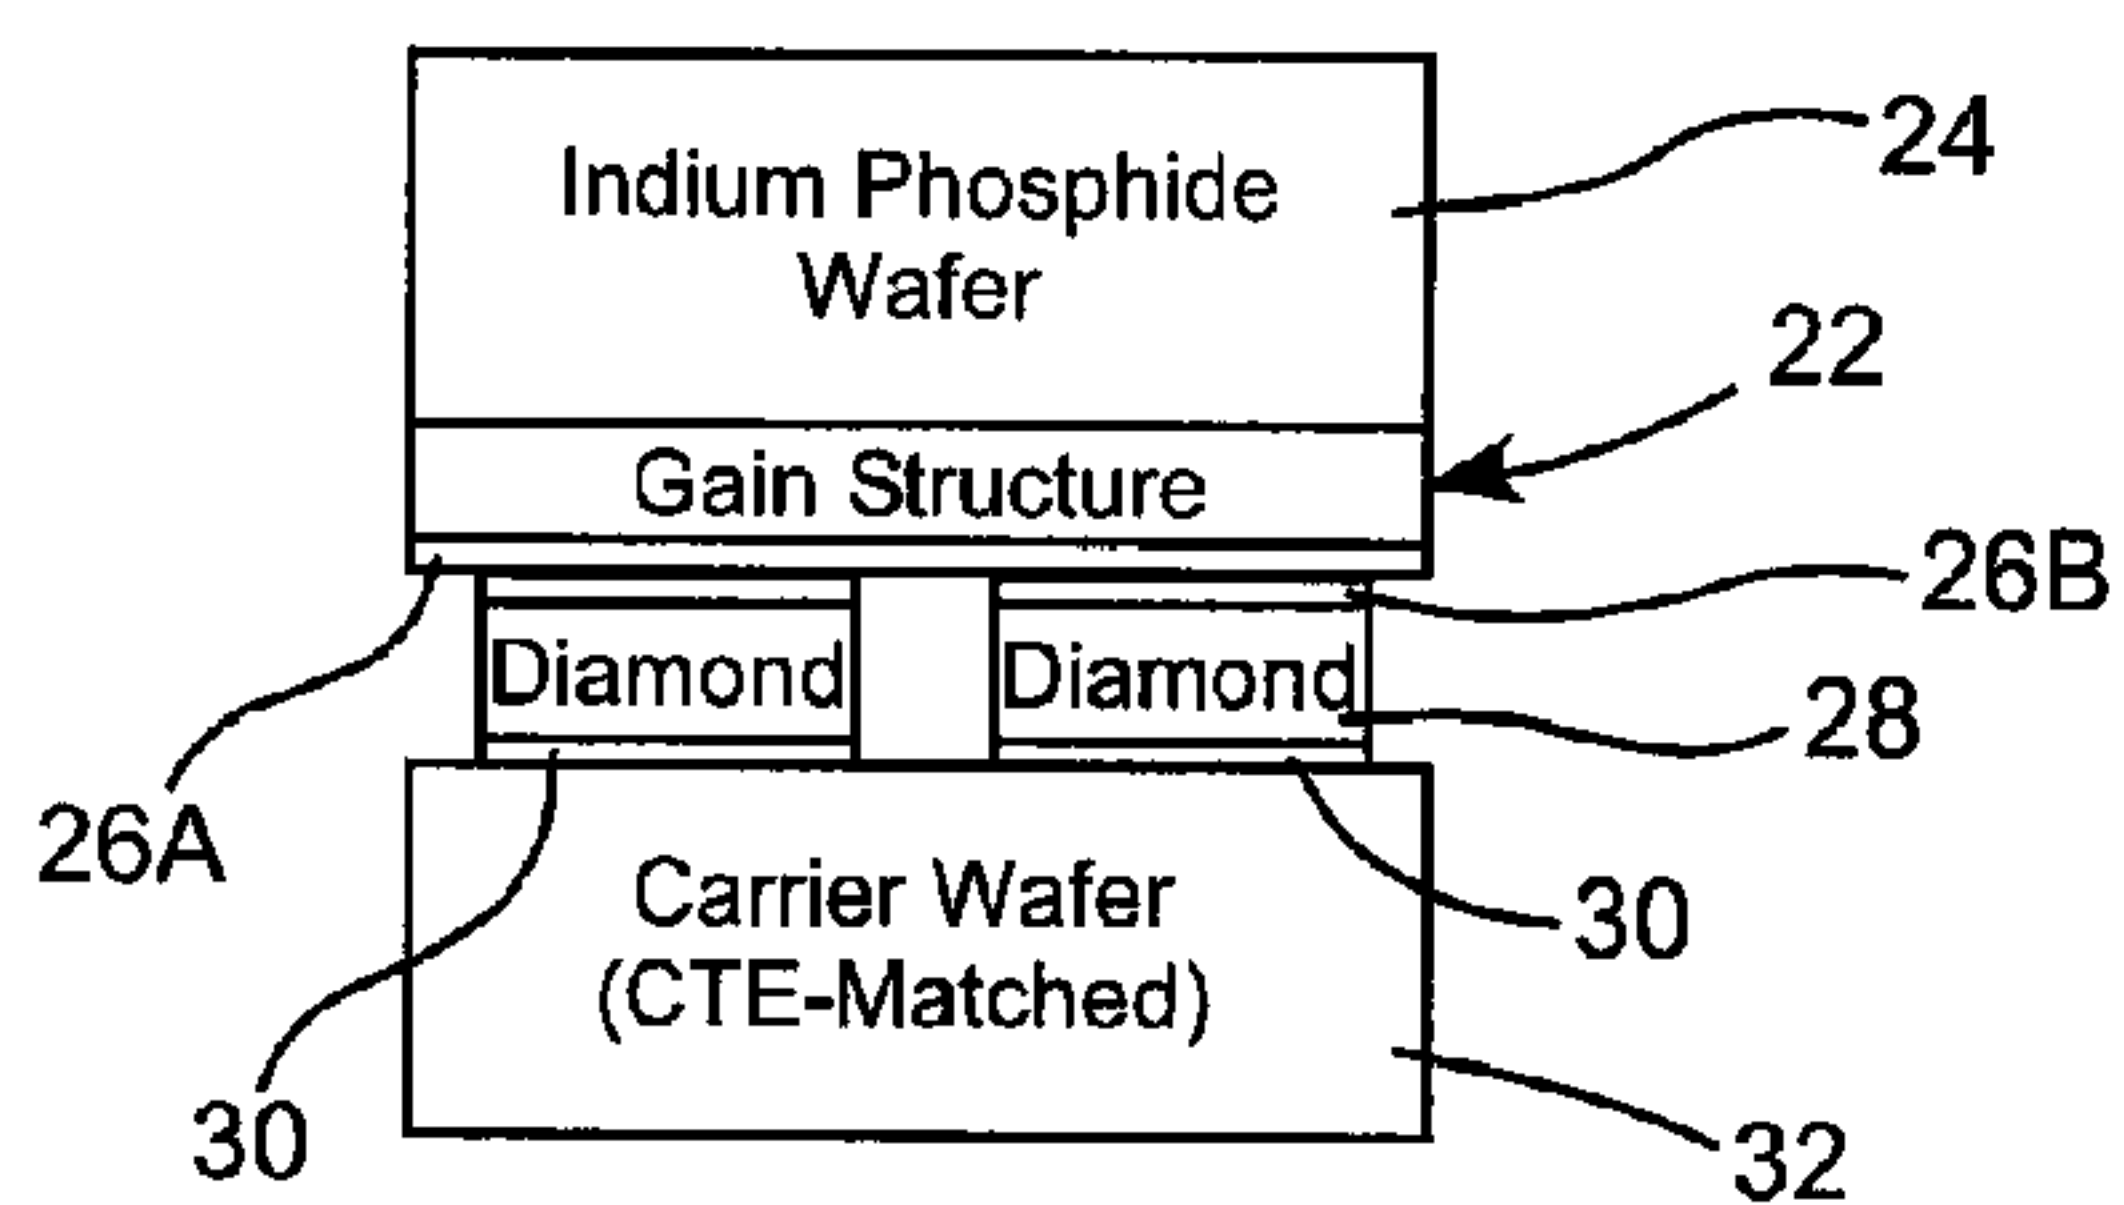 Indium Phosphide
Wafer
24
22
Gain Structure
26B
Diamond
Diamond
28
26A
Carrier Wafer
(CTE-Matched)
30
30
32